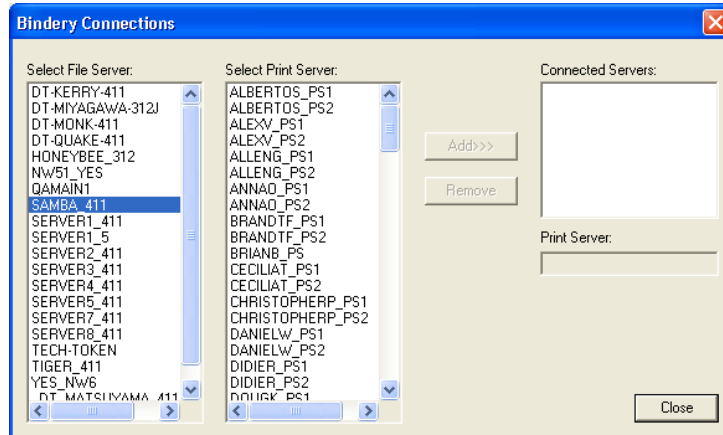 Bindery Connections
Select File Server:
DT-KERRY-411
DT-MIYAGAWA-312J
DT-MONK-411
DT-QUAKE-411
HONEYBEE_312
NW51_YES
QAMAIN1
SAMBA_411
SERVER1_411
SERVER1_5
SERVER2_411
SERVER3_411
SERVER4_411
SERVER5_411
SERVER7_411
SERVER8_411
TECH-TOKEN
TIGER_411
YES_NW6
_DT_MATSUYAMA_411
Select Print Server:
ALBERTOS_PS1
ALBERTOS_PS2
ALEXV_PS1
ALEXV_PS2
ALLENG_PS1
ALLENG_PS2
ANNAO_PS1
ANNAO_PS2
BRANDTF_PS1
BRANDTF_PS2
BRIANB_PS
CECILIAT_PS1
CECILIAT_PS2
CHRISTOPHERP_PS1
CHRISTOPHERP_PS2
DANIELW_PS1
DANIELW_PS2
DIDIER_PS1
DIDIER_PS2
DOUGK_PS1
Add>>>
Remove
Connected Servers:
Print Server:
Close